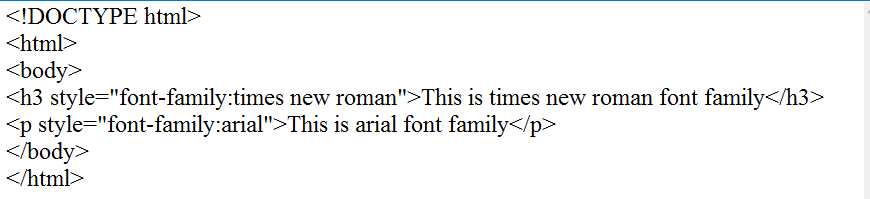 <!DOCTYPE html>
<html>
<body>
<h3 style="font-family:times new roman">This is times new roman font family</h3>
<p style="font-family:arial">This is arial font family</p>
</body>
</html>